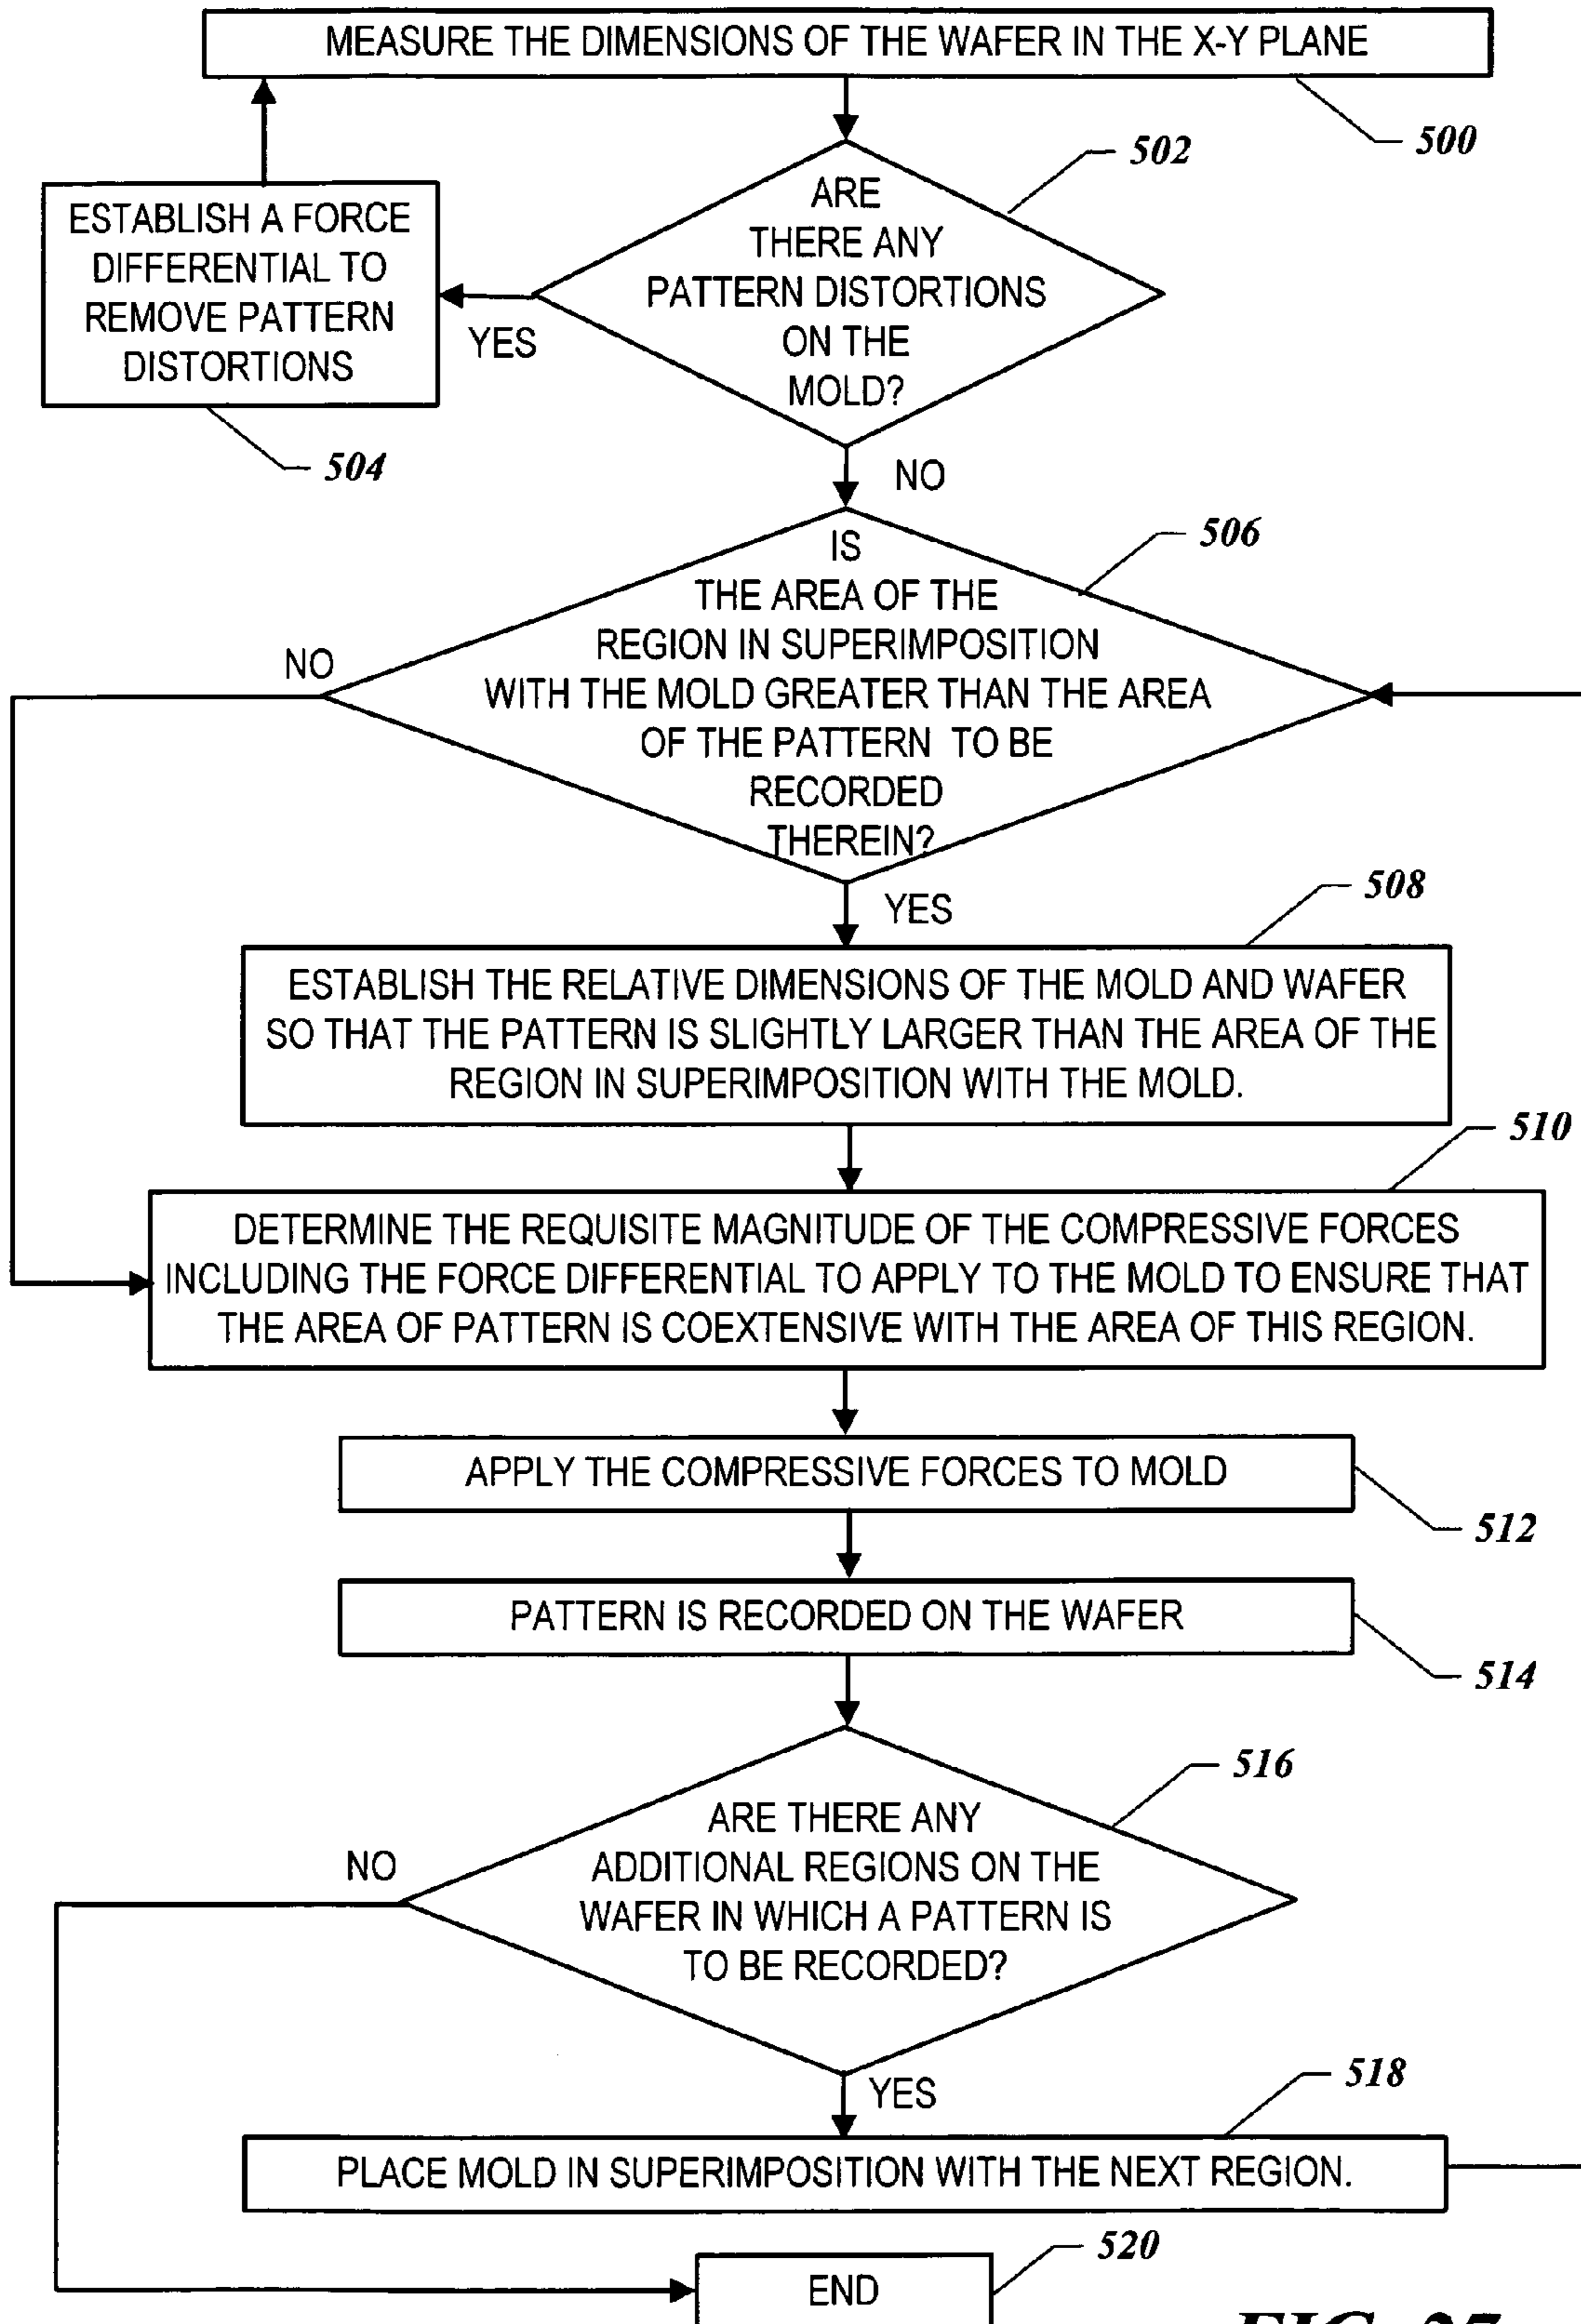 MEASURE THE DIMENSIONS OF THE WAFER IN THE X-Y PLANE
500
502
ARE
THERE ANY
PATTERN DISTORTIONS
ON THE
MOLD?
ESTABLISH A FORCE
DIFFERENTIAL TO
REMOVE PATTERN
DISTORTIONS
YES
504
NO
506
IS
THE AREA OF THE
REGION IN SUPERIMPOSITION
WITH THE MOLD GREATER THAN THE AREA
OF THE PATTERN TO BE
RECORDED
THEREIN?
NO
YES
508
ESTABLISH THE RELATIVE DIMENSIONS OF THE MOLD AND WAFER
SO THAT THE PATTERN IS SLIGHTLY LARGER THAN THE AREA OF THE
REGION IN SUPERIMPOSITION WITH THE MOLD.
510
DETERMINE THE REQUISITE MAGNITUDE OF THE COMPRESSIVE FORCES
INCLUDING THE FORCE DIFFERENTIAL TO APPLY TO THE MOLD TO ENSURE THAT
THE AREA OF PATTERN IS COEXTENSIVE WITH THE AREA OF THIS REGION.
APPLY THE COMPRESSIVE FORCES TO MOLD
512
PATTERN IS RECORDED ON THE WAFER
514
516
ARE THERE ANY
ADDITIONAL REGIONS ON THE
WAFER IN WHICH A PATTERN IS
TO BE RECORDED?
NO
YES
518
PLACE MOLD IN SUPERIMPOSITION WITH THE NEXT REGION.
520
END